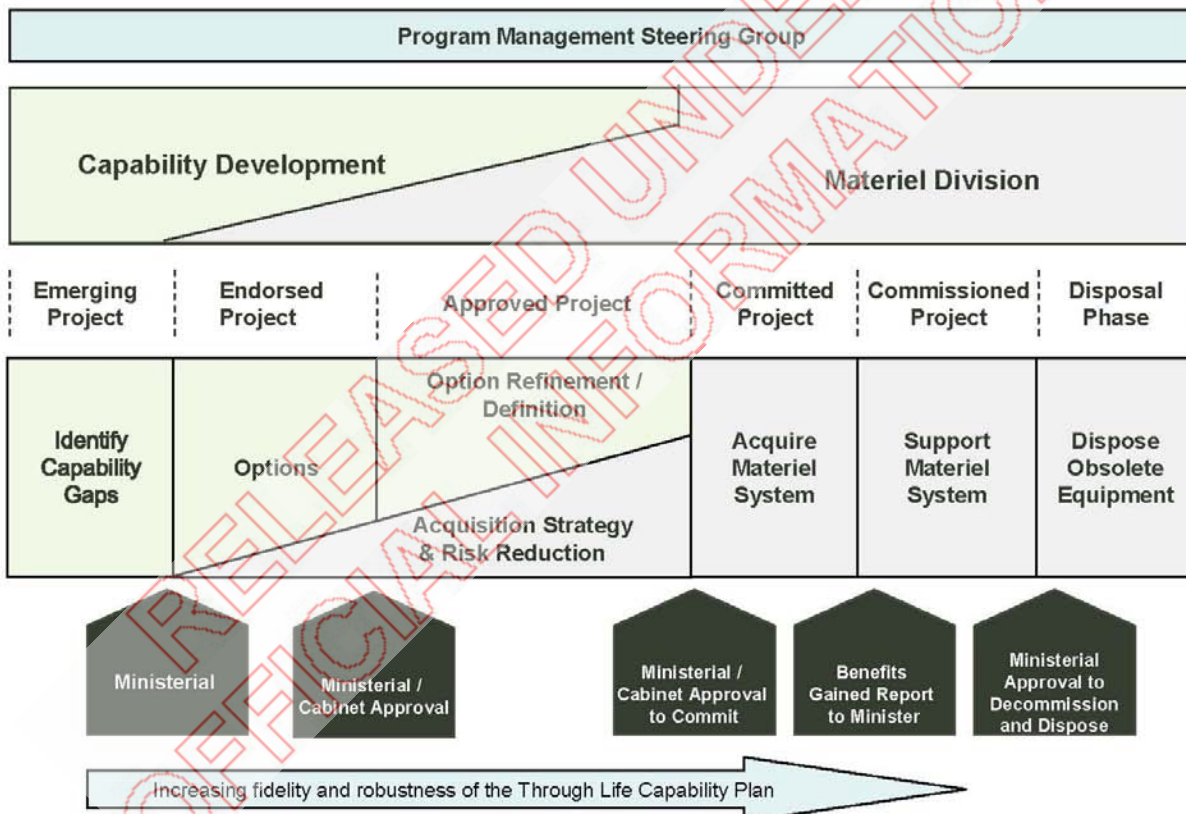 Program Management Steering Group
Capability Development
Materiel Division
Emerging
Project
Endorsed
Project
Approved Project
Committed
Project
Commissioned
Project
Disposal
Phase
Identify
Capability
Gaps
Options
Option Refinement /
Definition
Acquisition Strategy
& Risk Reduction
Acquire
Materiel
System
Support
Materiel
System
Dispose
Obsolete
Equipment
Ministerial
Ministerial /
Cabinet Approval
Ministerial /
Cabinet Approval
to Commit
Benefits
Gained Report
to Minister
Ministerial
Approval to
Decommission
and Dispose
Increasing fidelity and robustness of the Through Life Capability Plan
RELEASED UNDE
OFFICIAL INFORMATIO